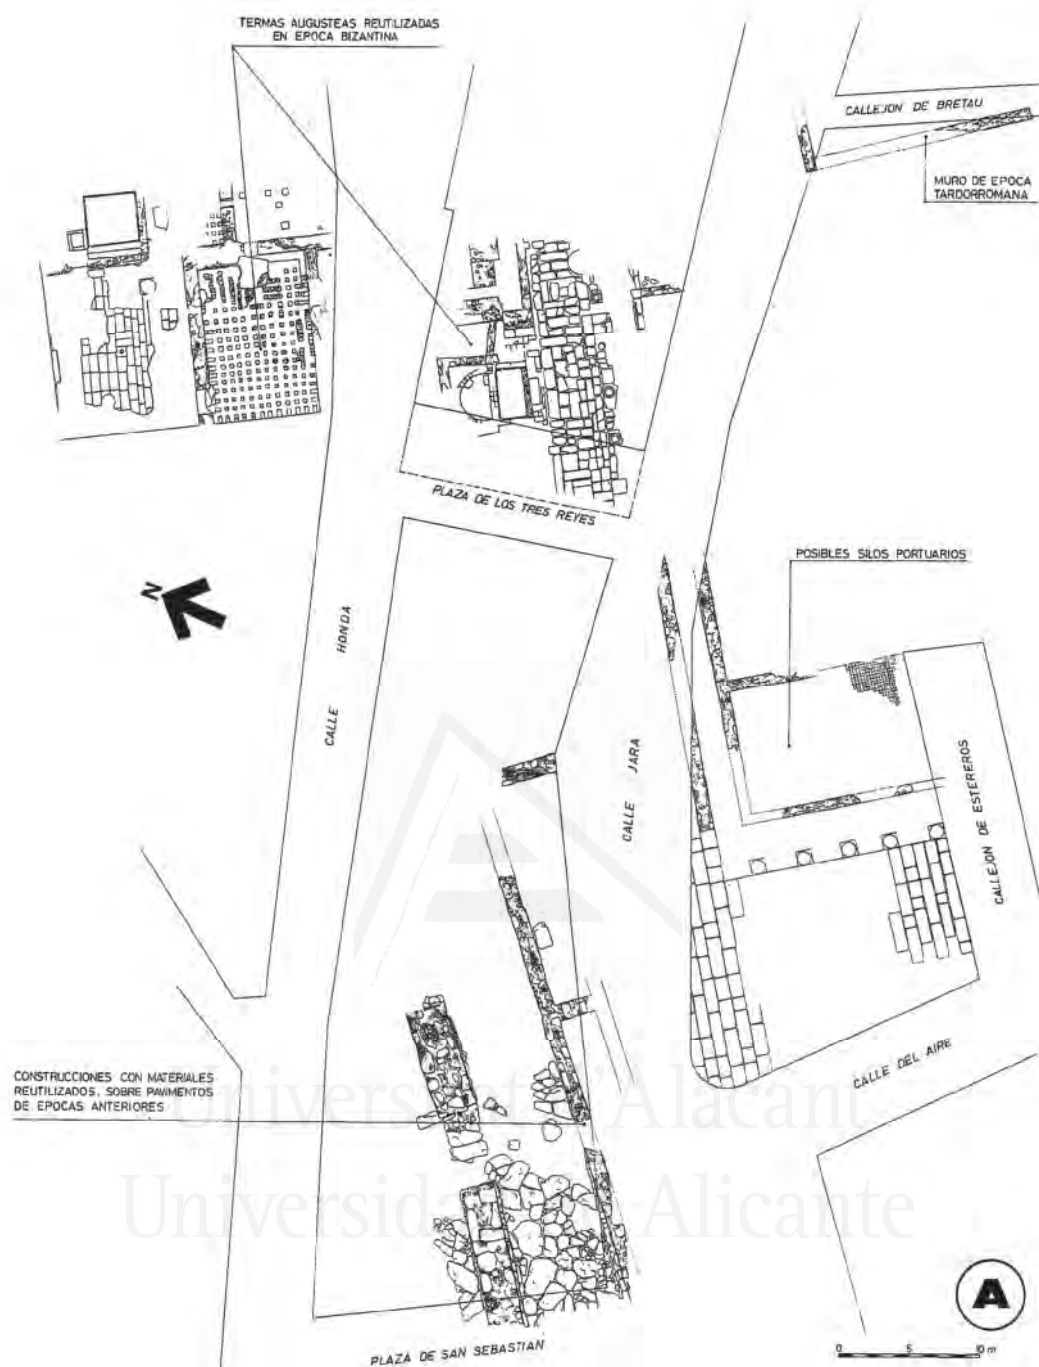 TERMAS AUGUSTEAS REUTILIZADAS
EN EPOCA BIZANTINA
CALLEJON DE BRETAU
MURO DE EPOCA
TARDORROMANA
PLAZA DE LOS TRES REYES
POSIBLES SILOS PORTUARIOS
N
CALLE HONDA
CALLE JARA
CALLEJON DE ESTEREROS
CALLE DEL AIRE
CONSTRUCCIONES CON MATERIALES
REUTILIZADOS, SOBRE PAVIMENTOS
DE EPOCAS ANTERIORES
Universitat d'Alacant
Universidad de Alicante
PLAZA DE SAN SEBASTIAN
A
0 5 10 m